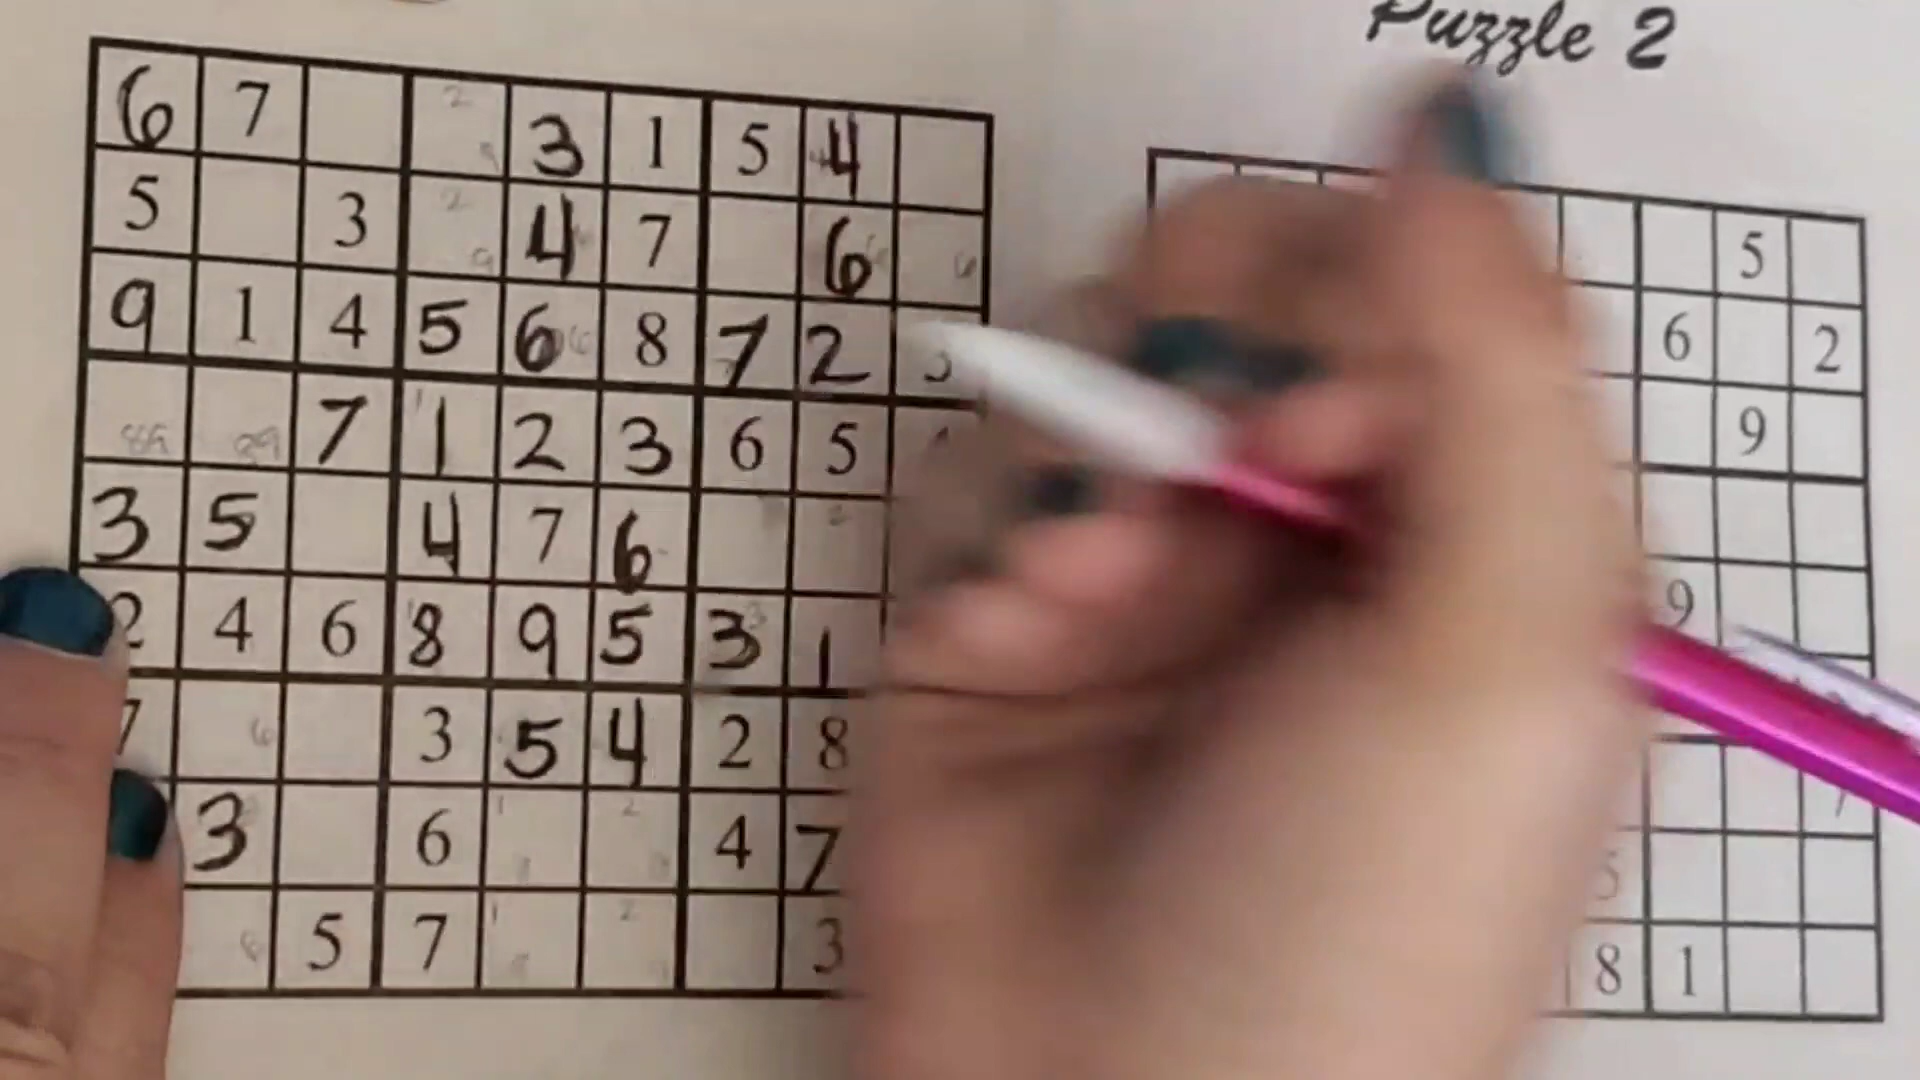 Puzzle 2
6 7 3 1 5 4
5 3 4 7 6
9 1 4 5 6 8 7 2 3
7 1 2 3 6 5
3 5 4 7 6
2 4 6 8 9 5 3 1
7 3 5 4 2 8
3 6 4 7
5 7 3
5
6 2
9
9
8 1